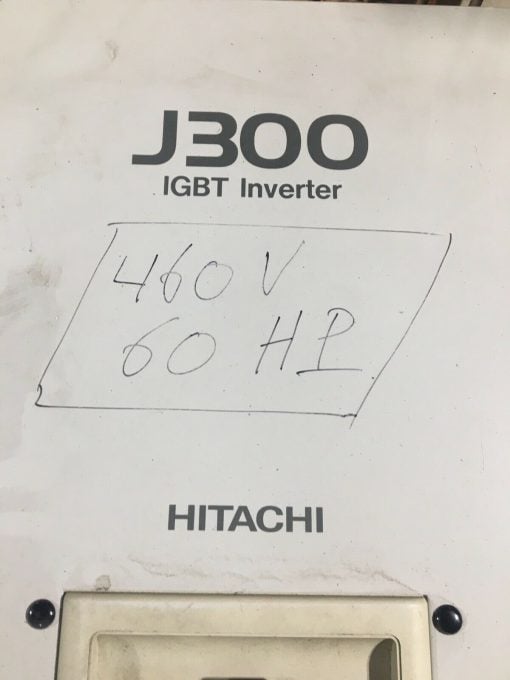 J300
IGBT Inverter
460 V
60 HP
HITACHI